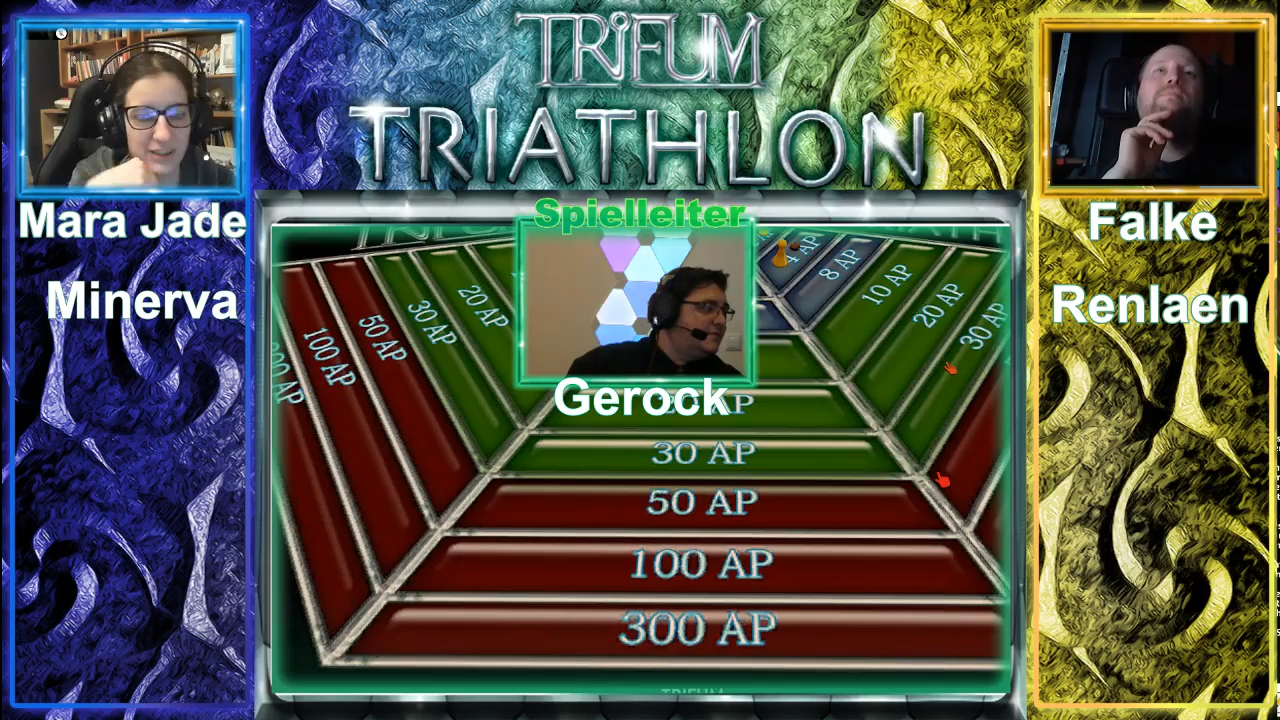 TRiFUM
TRIATHLON
Mara Jade
Minerva
Spielleiter
Gerock
Falke
Renlaen
100 AP
50 AP
30 AP
20 AP
4 AP
8 AP
10 AP
20 AP
30 AP
30 AP
50 AP
100 AP
300 AP